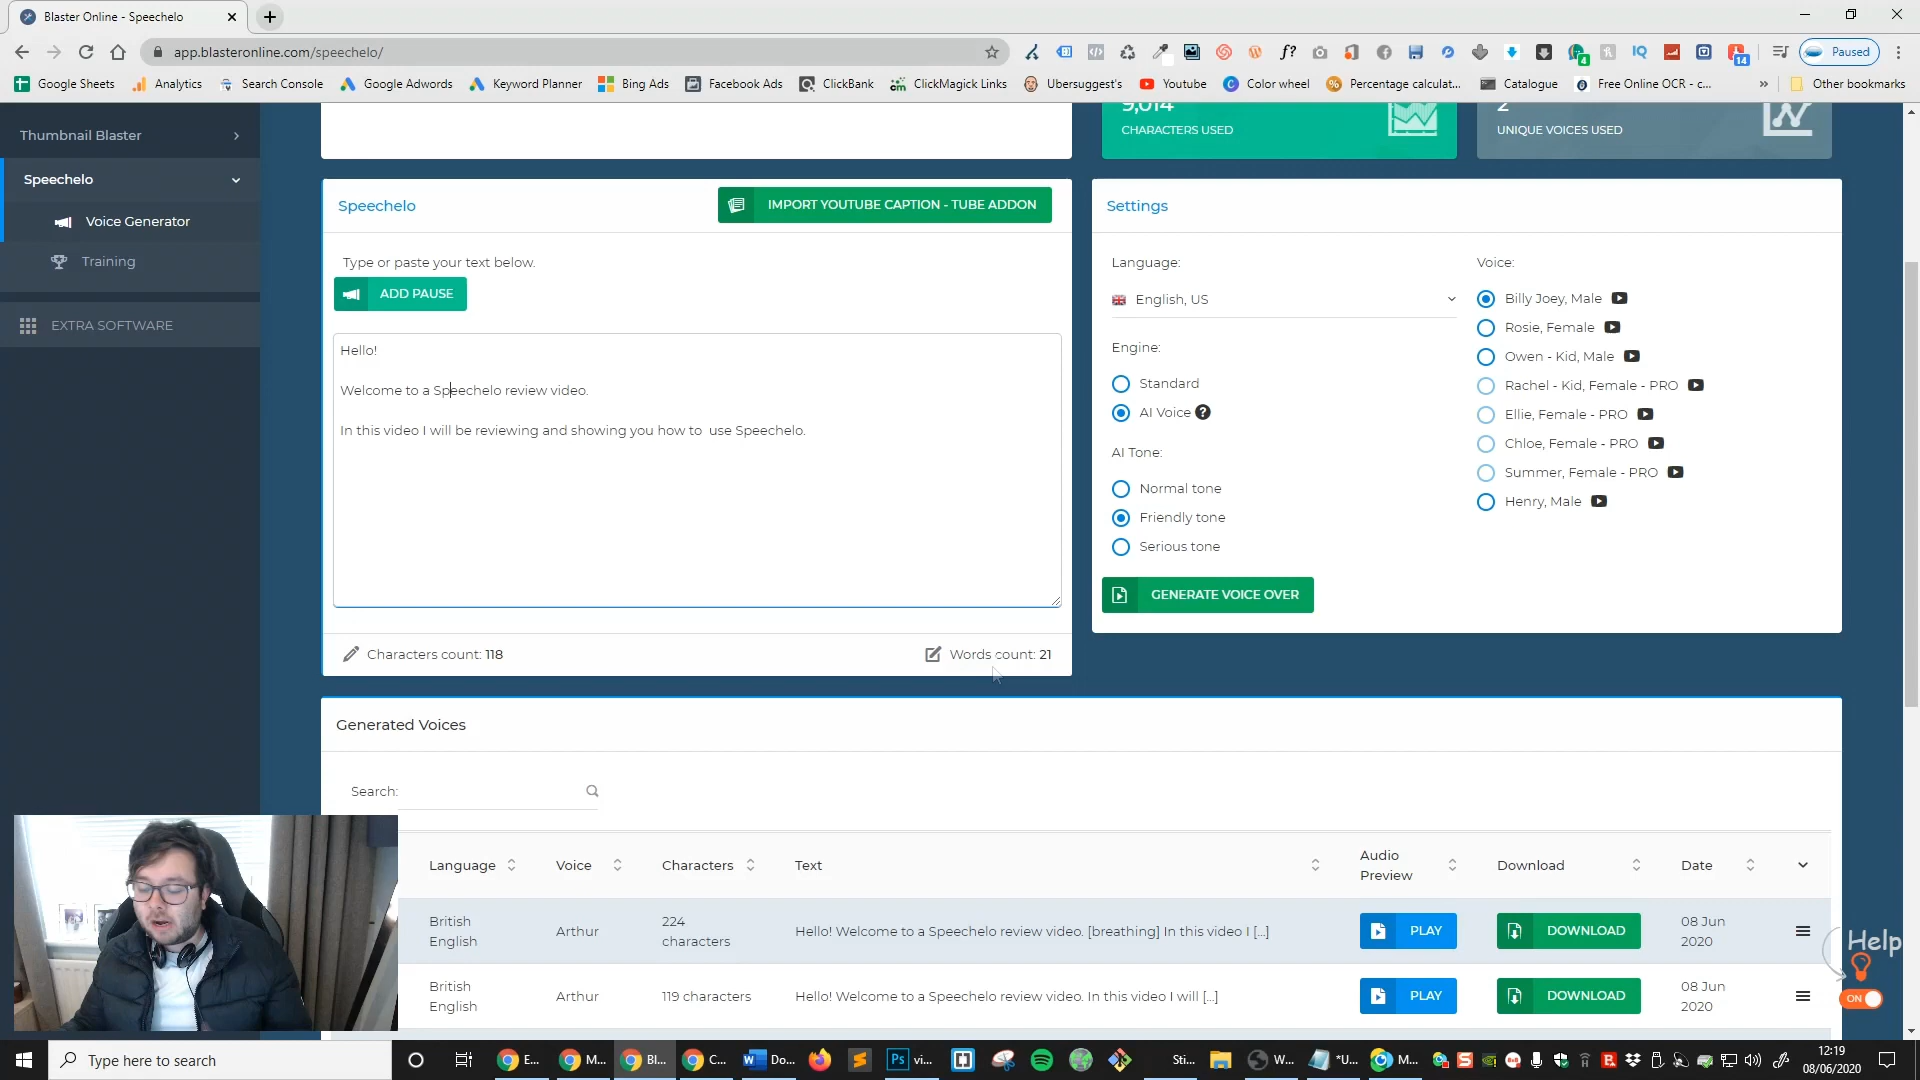 Blaster Online - Speechelo
app.blasteronline.com/speechelo/
Paused
Google Sheets
Analytics
Search Console
Google Adwords
Keyword Planner
Bing Ads
Facebook Ads
ClickBank
ClickMagick Links
Ubersuggest's
Youtube
Color wheel
Percentage calculat...
Catalogue
Free Online OCR - c...
»
Other bookmarks
Thumbnail Blaster
Speechelo
Voice Generator
Training
EXTRA SOFTWARE
9,014
CHARACTERS USED
2
UNIQUE VOICES USED
Speechelo
IMPORT YOUTUBE CAPTION - TUBE ADDON
Type or paste your text below.
ADD PAUSE
Hello!
Welcome to a Speechelo review video.
In this video I will be reviewing and showing you how to  use Speechelo.
Characters count: 118
Words count: 21
Settings
Language:
English, US
Engine:
Standard
AI Voice ?
AI Tone:
Normal tone
Friendly tone
Serious tone
GENERATE VOICE OVER
Voice:
Billy Joey, Male
Rosie, Female
Owen - Kid, Male
Rachel - Kid, Female - PRO
Ellie, Female - PRO
Chloe, Female - PRO
Summer, Female - PRO
Henry, Male
Generated Voices
Search:
Language
Voice
Characters
Text
Audio
Preview
Download
Date
British
English
Arthur
224
characters
Hello! Welcome to a Speechelo review video. [breathing] In this video I [...]
PLAY
DOWNLOAD
08 Jun
2020
British
English
Arthur
119 characters
Hello! Welcome to a Speechelo review video. In this video I will [...]
PLAY
DOWNLOAD
08 Jun
2020
Help
ON
Type here to search
E...
M...
Bl...
C...
Do...
Ps
vi...
Sti...
W...
*U...
M...
12:19
08/06/2020